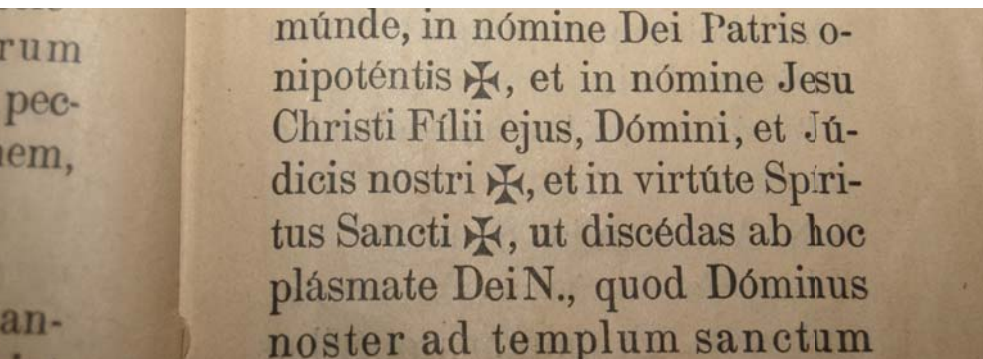 rum
pec-
nem,
an-
múnde, in nómine Dei Patris o-
nipoténtis ✠, et in nómine Jesu
Christi Fílii ejus, Dómini, et Jú-
dicis nostri ✠, et in virtúte Spiri-
tus Sancti ✠, ut discédas ab hoc
plásmate Dei N., quod Dóminus
noster ad templum sanctum